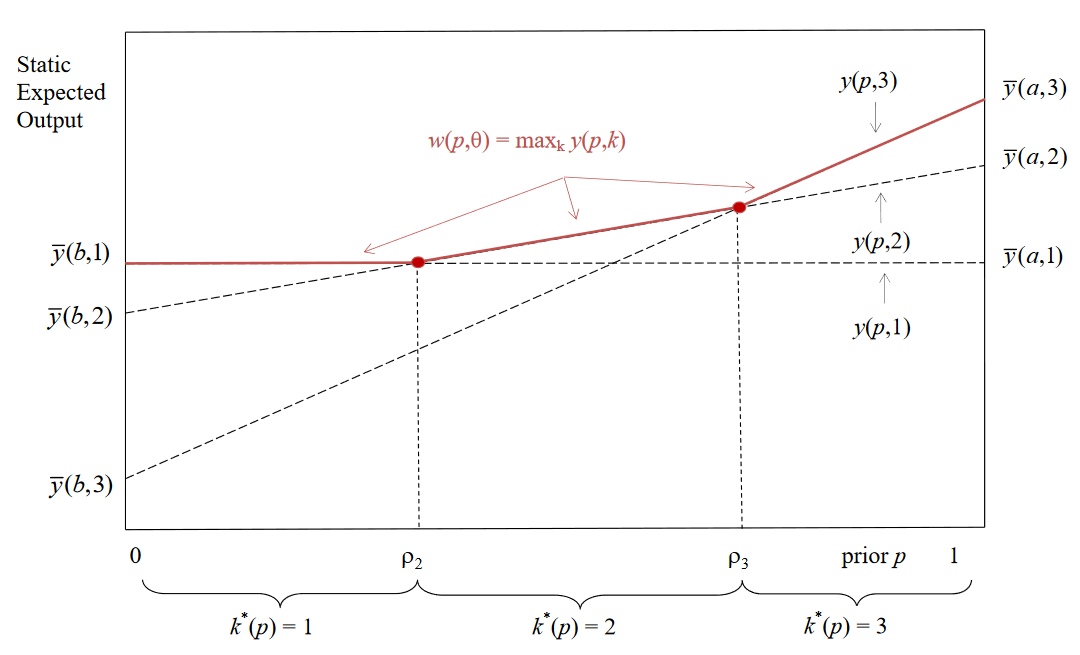 Static
Expected
Output
y(p,3)
y̅(a,3)
w(p,θ) = maxₖ y(p,k)
y̅(a,2)
y̅(b,1)
y(p,2)
y̅(a,1)
y̅(b,2)
y(p,1)
y̅(b,3)
0 ρ₂ ρ₃ prior p 1
k*(p) = 1 k*(p) = 2 k*(p) = 3